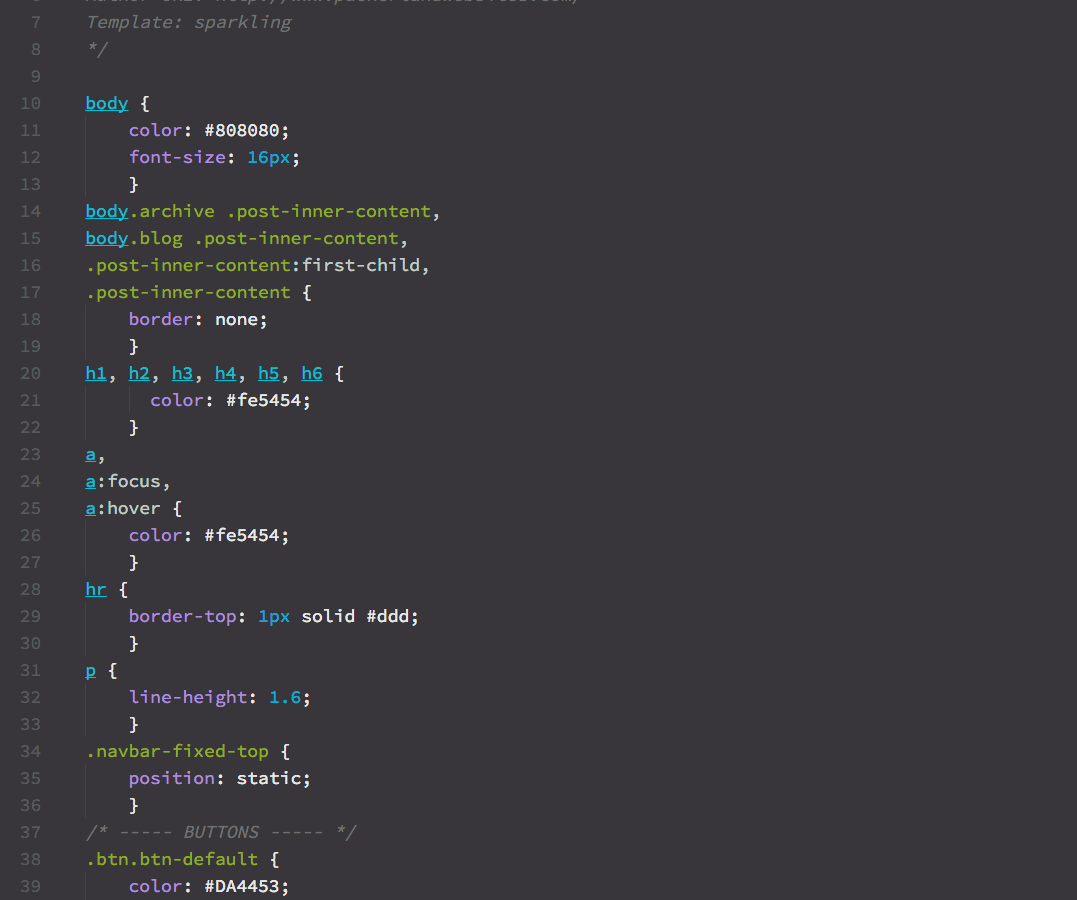 7 Template: sparkling
8 */
9
10 body {
11 color: #808080;
12 font-size: 16px;
13 }
14 body.archive .post-inner-content,
15 body.blog .post-inner-content,
16 .post-inner-content:first-child,
17 .post-inner-content {
18 border: none;
19 }
20 h1, h2, h3, h4, h5, h6 {
21 color: #fe5454;
22 }
23 a,
24 a:focus,
25 a:hover {
26 color: #fe5454;
27 }
28 hr {
29 border-top: 1px solid #ddd;
30 }
31 p {
32 line-height: 1.6;
33 }
34 .navbar-fixed-top {
35 position: static;
36 }
37 /* ----- BUTTONS ----- */
38 .btn.btn-default {
39 color: #DA4453;